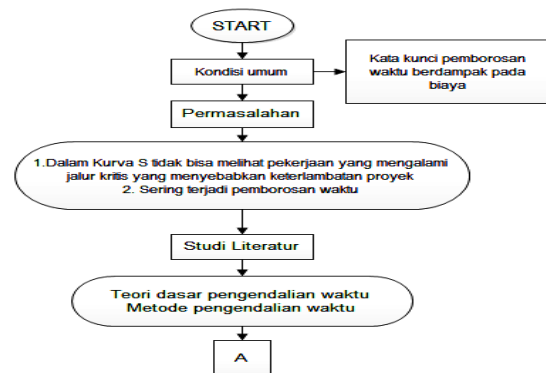 START
Kondisi umum
Kata kunci pemborosan
waktu berdampak pada
biaya
Permasalahan
1.Dalam Kurva S tidak bisa melihat pekerjaan yang mengalami
jalur kritis yang menyebabkan keterlambatan proyek
2. Sering terjadi pemborosan waktu
Studi Literatur
Teori dasar pengendalian waktu
Metode pengendalian waktu
A